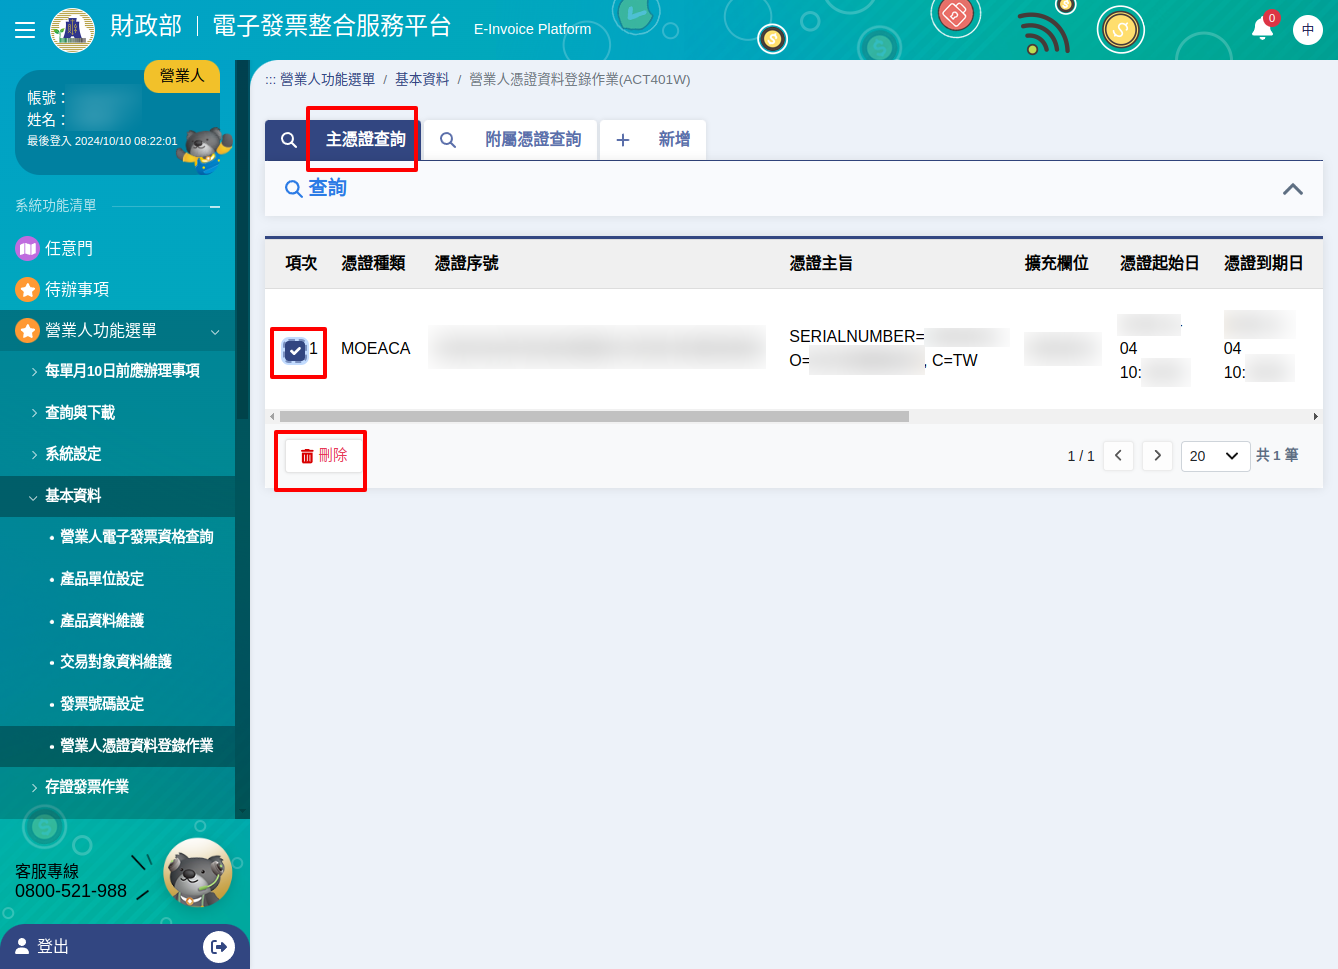 財政部
電子發票整合服務平台
E-Invoice Platform
0
中
營業人
帳號：
姓名：
最後登入 2024/10/10 08:22:01
系統功能清單
任意門
待辦事項
營業人功能選單
每單月10日前應辦理事項
查詢與下載
系統設定
基本資料
• 營業人電子發票資格查詢
• 產品單位設定
• 產品資料維護
• 交易對象資料維護
• 發票號碼設定
• 營業人憑證資料登錄作業
存證發票作業
客服專線
0800-521-988
登出
::: 營業人功能選單 / 基本資料 / 營業人憑證資料登錄作業(ACT401W)
主憑證查詢
附屬憑證查詢
新增
查詢
項次 憑證種類 憑證序號 憑證主旨 擴充欄位 憑證起始日 憑證到期日
1 MOEACA
SERIALNUMBER=
O= , C=TW
04
10:
04
10:
刪除
1 / 1
20
共 1 筆